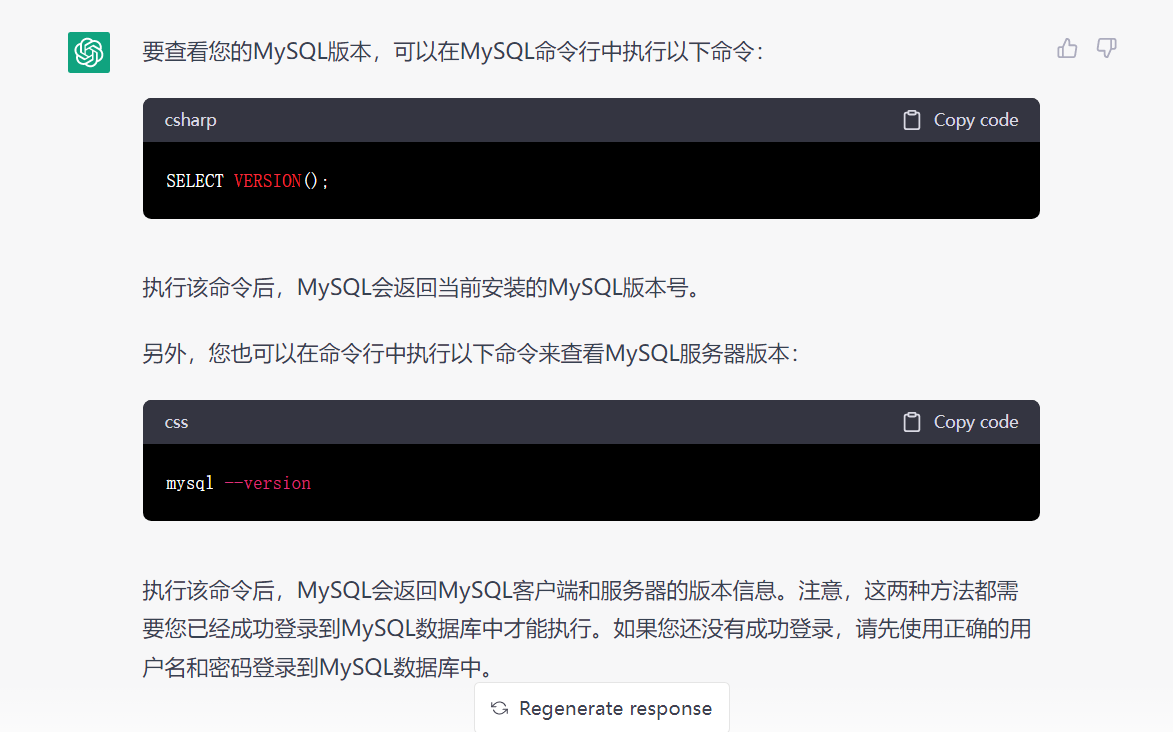 要查看您的MySQL版本，可以在MySQL命令行中执行以下命令：
csharp
Copy code
SELECT VERSION();
执行该命令后，MySQL会返回当前安装的MySQL版本号。
另外，您也可以在命令行中执行以下命令来查看MySQL服务器版本：
css
Copy code
mysql --version
执行该命令后，MySQL会返回MySQL客户端和服务器的版本信息。注意，这两种方法都需
要您已经成功登录到MySQL数据库中才能执行。如果您还没有成功登录，请先使用正确的用
户名和密码登录到MySQL数据库中。
Regenerate response